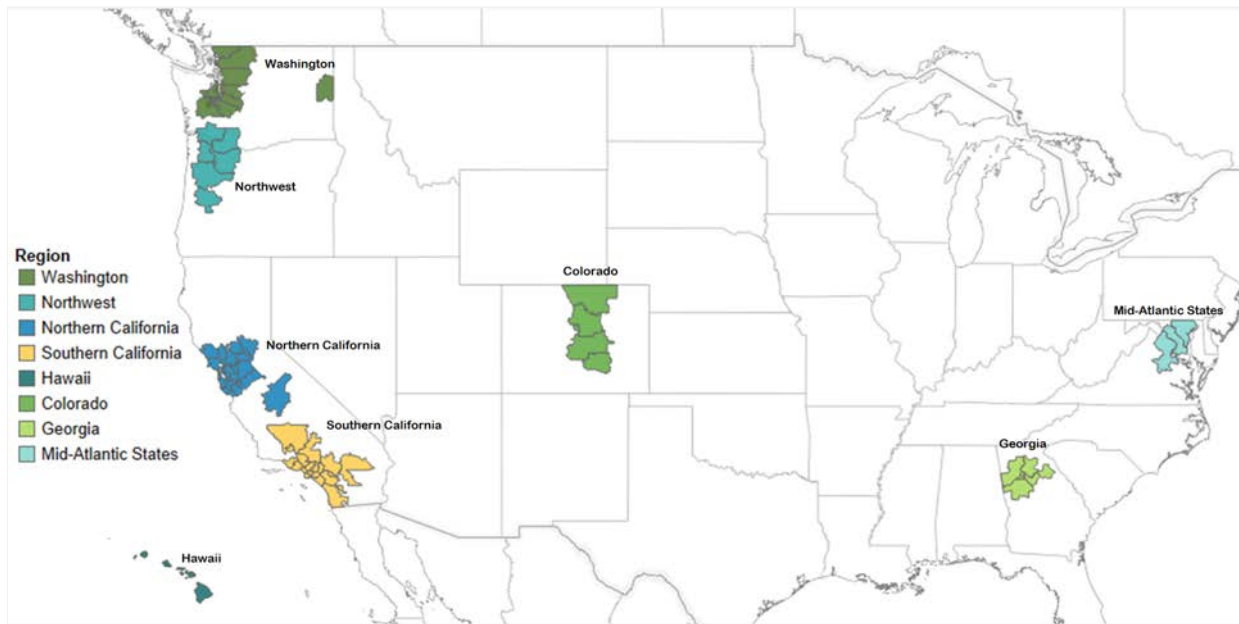 Washington
Northwest
Region
Washington
Northwest
Northern California
Southern California
Hawaii
Colorado
Georgia
Mid-Atlantic States
Colorado
Mid-Atlantic States
Northern California
Southern California
Georgia
Hawaii